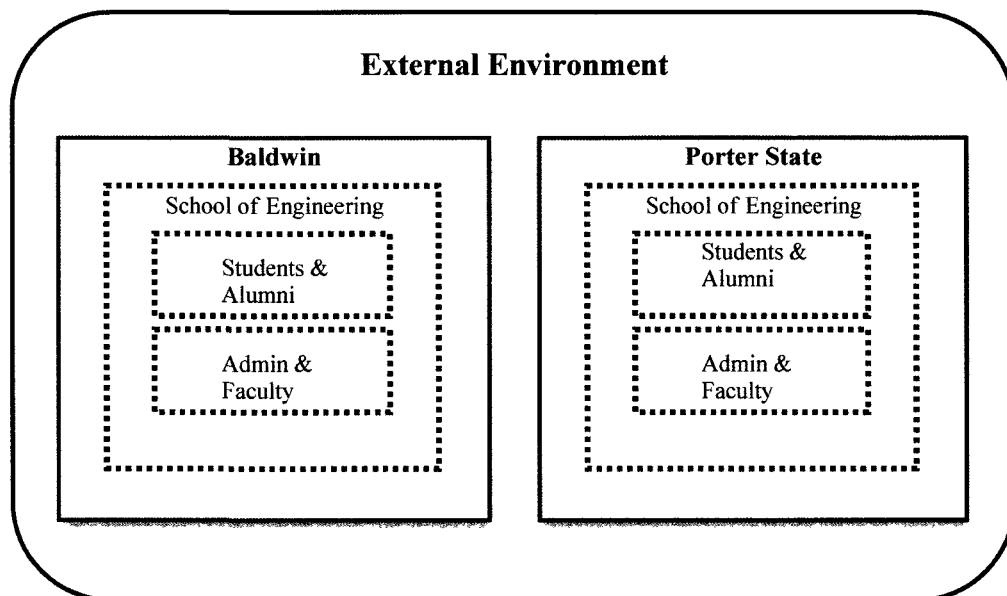 External Environment
Baldwin
School of Engineering
Students &
Alumni
Admin &
Faculty
Porter State
School of Engineering
Students &
Alumni
Admin &
Faculty